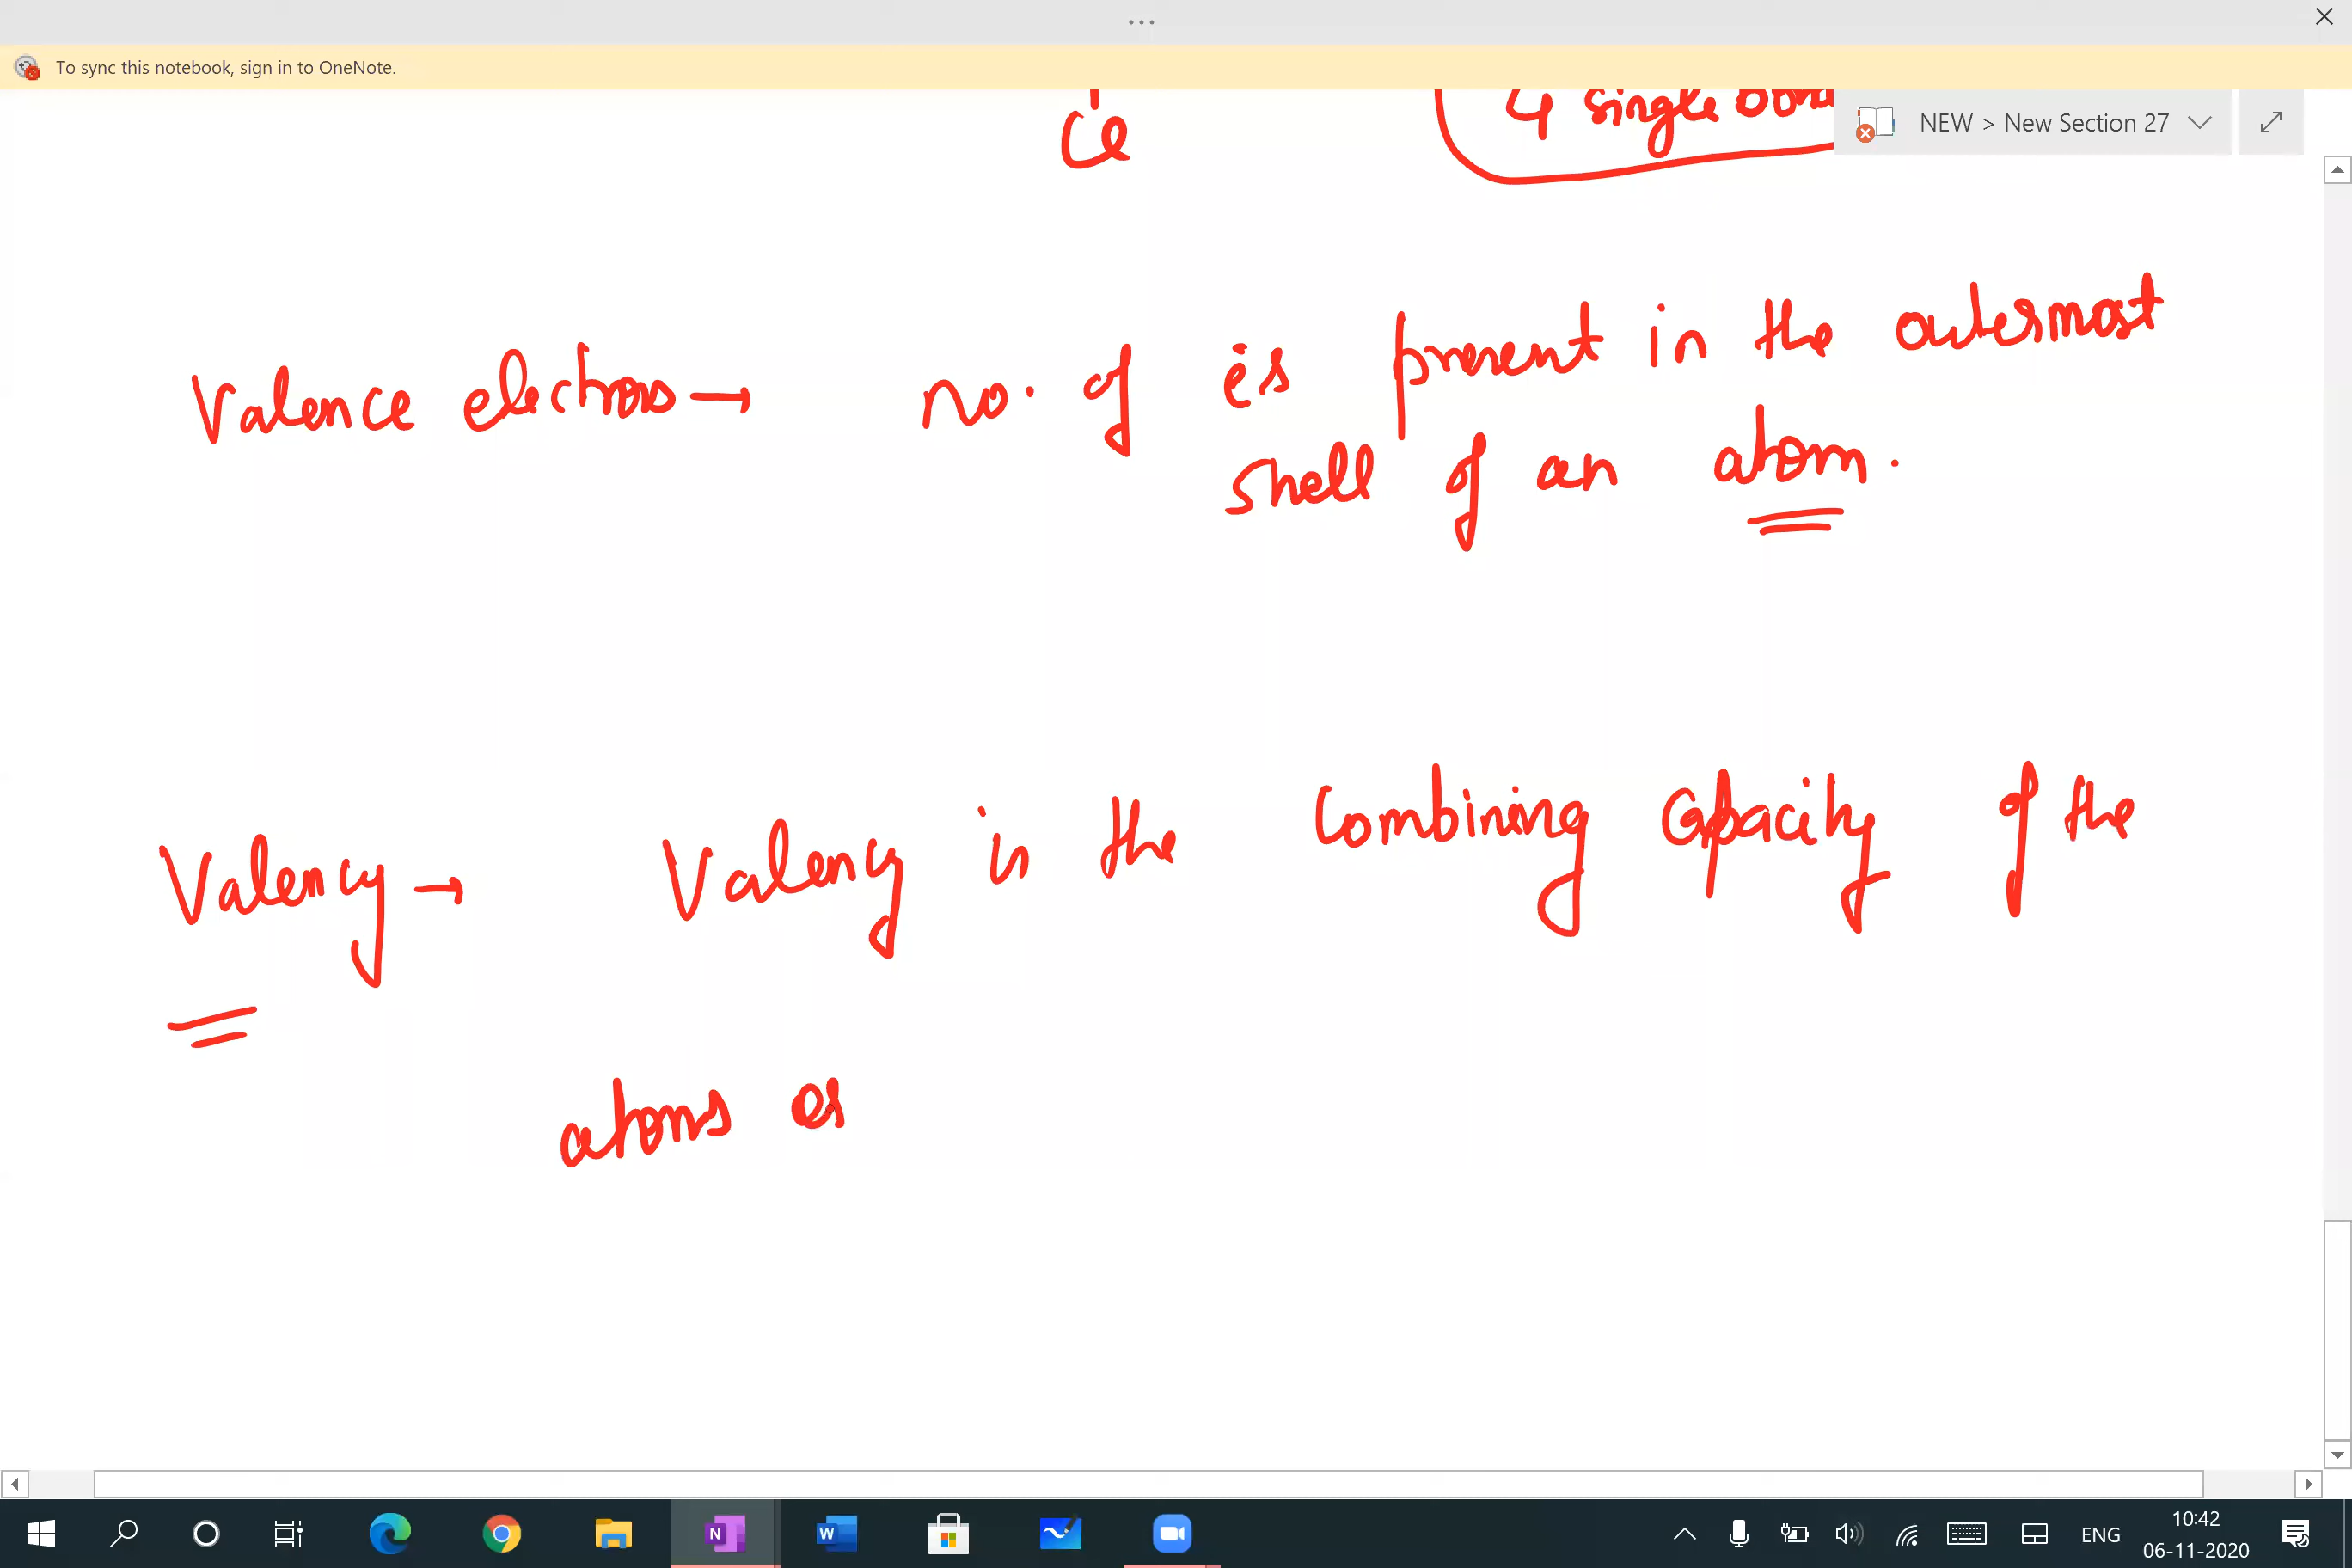 To sync this notebook, sign in to OneNote.
NEW > New Section 27
4 single
Cl
Valence electrons → no. of ēs present in the outermost
shell of an atom.
Valency → Valency is the Combining Capacity of the
atoms or
ENG
10:42
06-11-2020